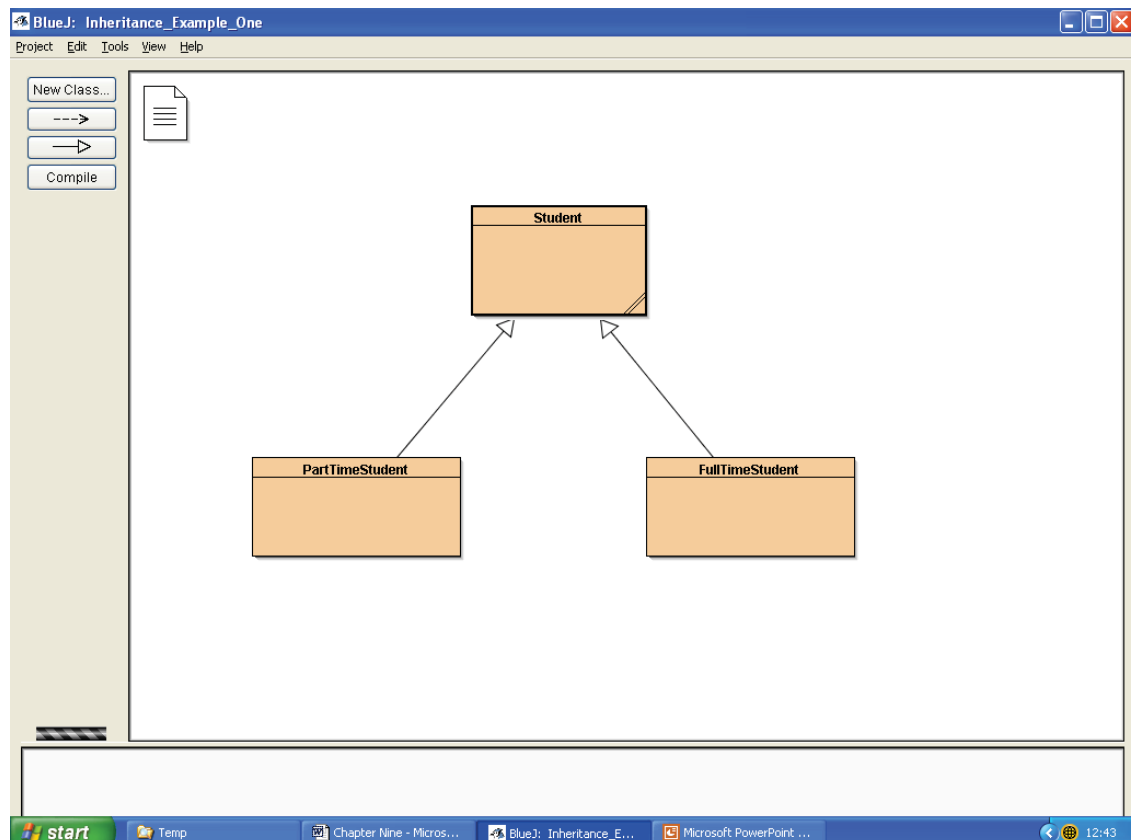 BlueJ: Inheritance_Example_One
Project Edit Tools View Help
New Class...
Compile
Student
PartTimeStudent
FullTimeStudent
start
Temp
Chapter Nine - Micros...
BlueJ: Inheritance_E...
Microsoft PowerPoint ...
12:43